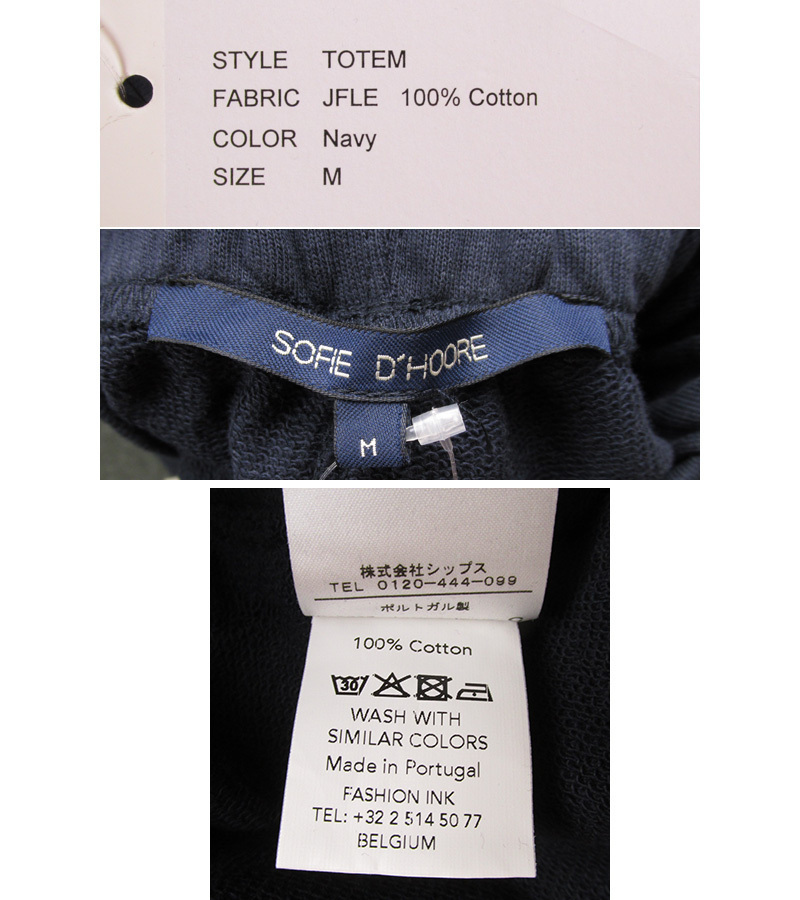 STYLE TOTEM
FABRIC JFLE 100% Cotton
COLOR Navy
SIZE M
SOFIE D'HOORE
M
株式会社シップス
TEL 0120-444-099
ポルトガル製
100% Cotton
30
WASH WITH
SIMILAR COLORS
Made in Portugal
FASHION INK
TEL: +32 2 514 50 77
BELGIUM